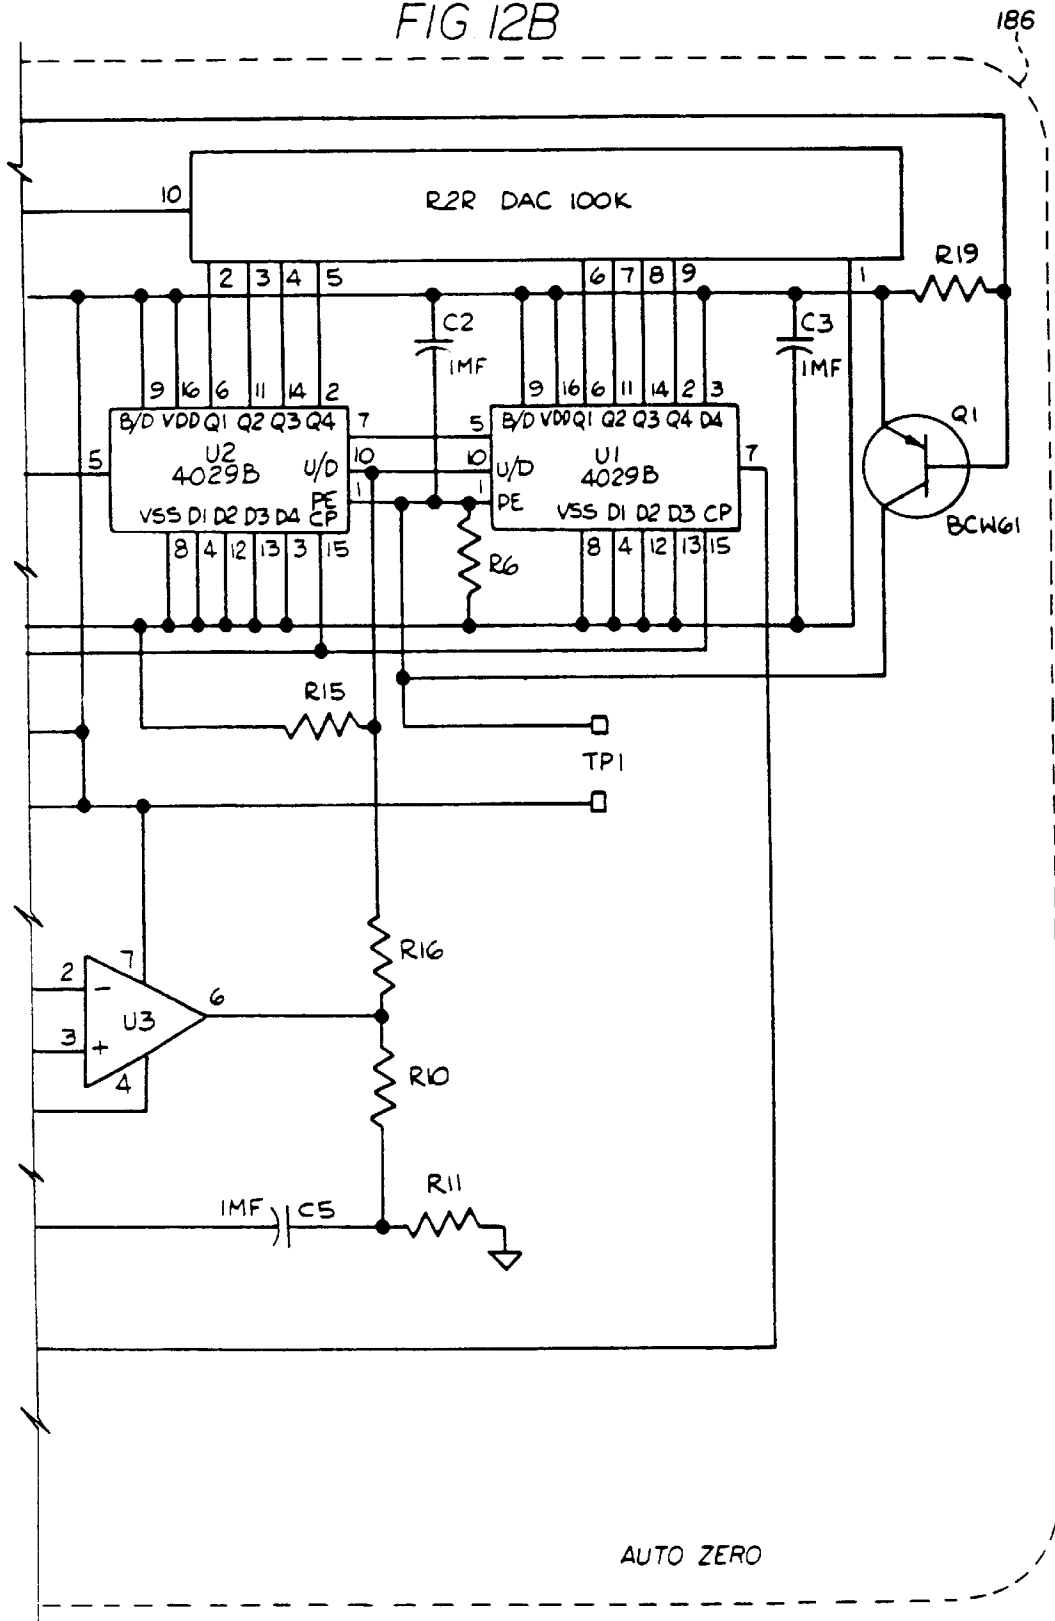 FIG 12B
186
10
R2R DAC 100K
2 3 4 5
6 7 8 9
1
R19
C2
1MF
C3
1MF
9 16 6 11 14 2
9 16 6 11 14 2 3
Q1
B/D VDD Q1 Q2 Q3 Q4
7
5
B/D VDD Q1 Q2 Q3 Q4 D4
7
5
U2
4029B
U/D
10
10
U/D
U1
4029B
PE
1
1
PE
VSS D1 D2 D3 D4 CP
VSS D1 D2 D3 CP
BCW61
8 4 12 13 3 15
R6
8 4 12 13 15
R15
TP1
R16
2
7
-
6
U3
3
+
4
R10
R11
1MF
C5
AUTO ZERO